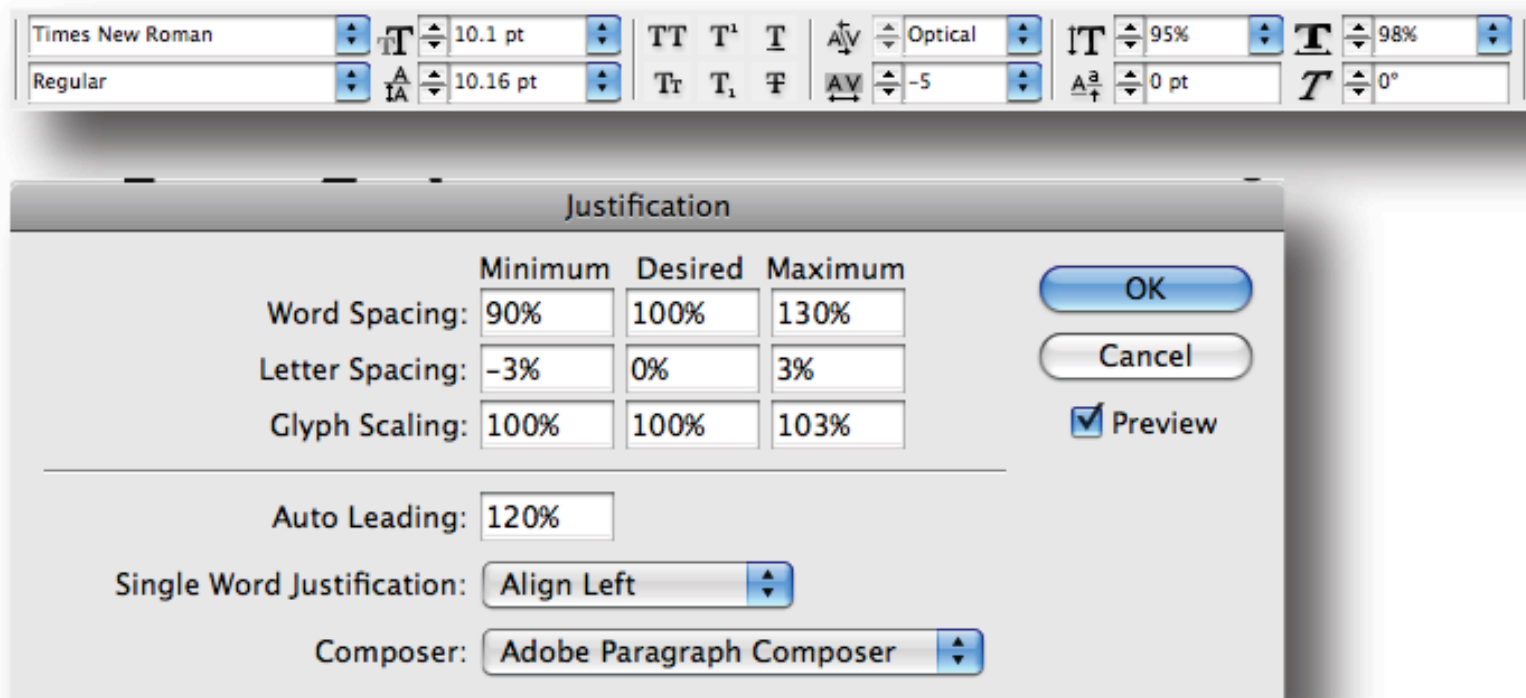 Times New Roman 10.1 pt TT T¹ T Optical 95% 98%
Regular 10.16 pt Tr T₁ T -5 0 pt 0°
Justification
Minimum Desired Maximum
Word Spacing: 90% 100% 130% OK
Letter Spacing: -3% 0% 3% Cancel
Glyph Scaling: 100% 100% 103% Preview
Auto Leading: 120%
Single Word Justification: Align Left
Composer: Adobe Paragraph Composer